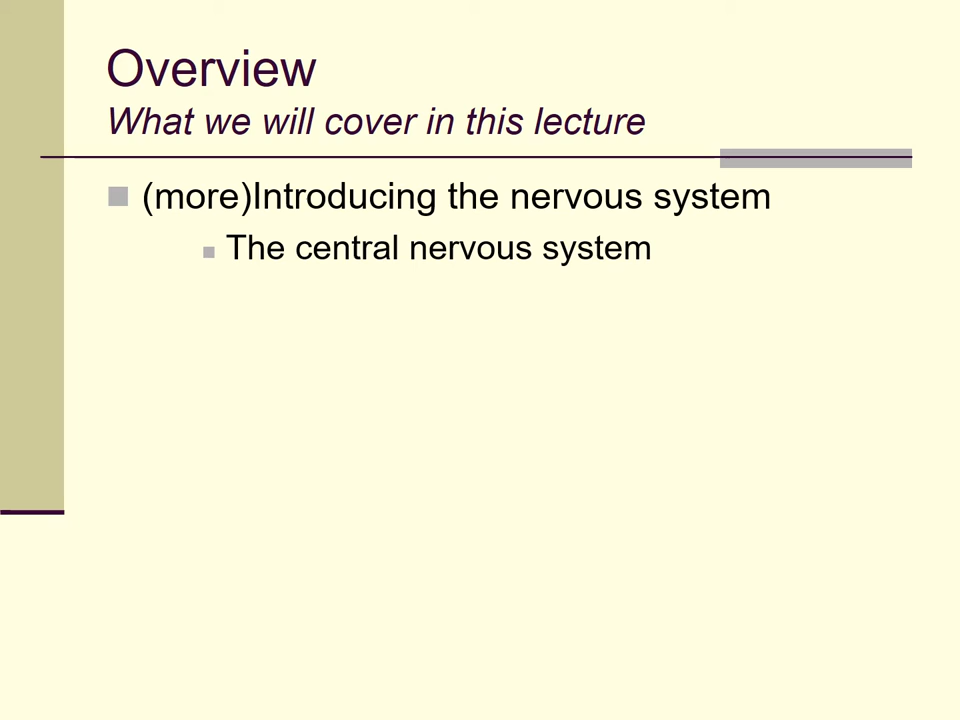 Overview
What we will cover in this lecture
(more)Introducing the nervous system
The central nervous system